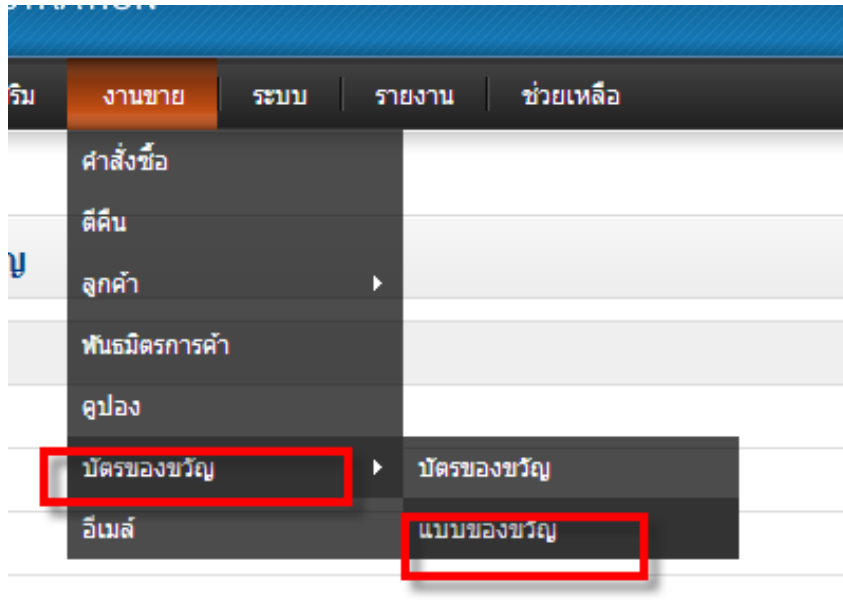 งานขาย ระบบ รายงาน ช่วยเหลือ
คำสั่งซื้อ
ตีคืน
ลูกค้า
พันธมิตรการค้า
คูปอง
บัตรของขวัญ บัตรของขวัญ
อีเมล์ แบบของขวัญ